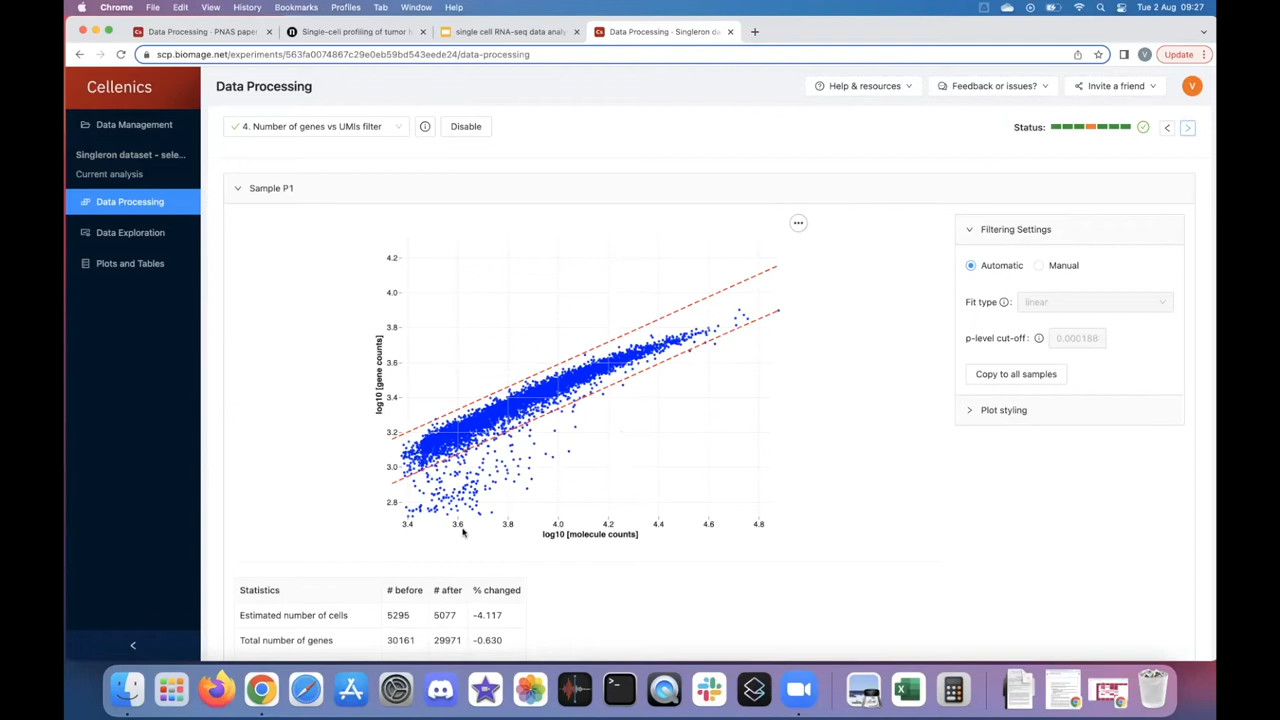 Chrome File Edit View History Bookmarks Profiles Tab Window Help Tue 2 Aug 09:27
Data Processing · PNAS pape Single-cell profiling of tumor h single cell RNA-seq data analy Data Processing · Singleron da
scp.biomage.net/experiments/563fa0074867c29e0eb59bd3463eede24/data-processing V Update
Cellenics
Data Processing
Help & resources Feedback or issues? Invite a friend V
Data Management
4. Number of genes vs UMIs filter Disable
Status:
Singleron dataset - sele...
Current analysis
Data Processing
Data Exploration
Plots and Tables
Sample P1
Filtering Settings
Automatic Manual
Fit type : linear
p-level cut-off: 0.000188
Copy to all samples
Plot styling
4.2
4.0
3.8
3.6
3.4
3.2
3.0
2.8
log10 [gene counts]
3.4 3.6 3.8 4.0 4.2 4.4 4.6 4.8
log10 [molecule counts]
Statistics # before # after % changed
Estimated number of cells 5295 5077 -4.117
Total number of genes 30161 29971 -0.630